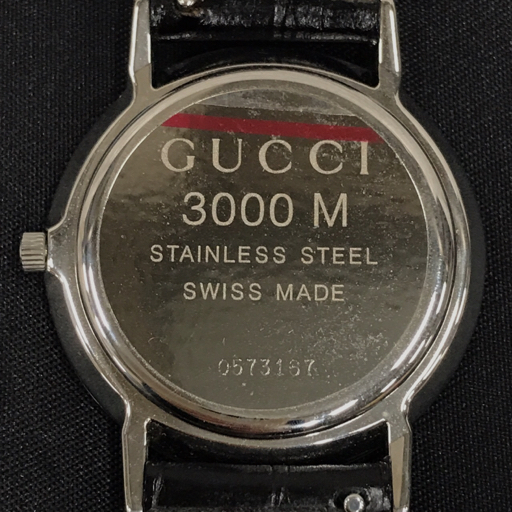 GUCCI
3000 M
STAINLESS STEEL
SWISS MADE
0573167